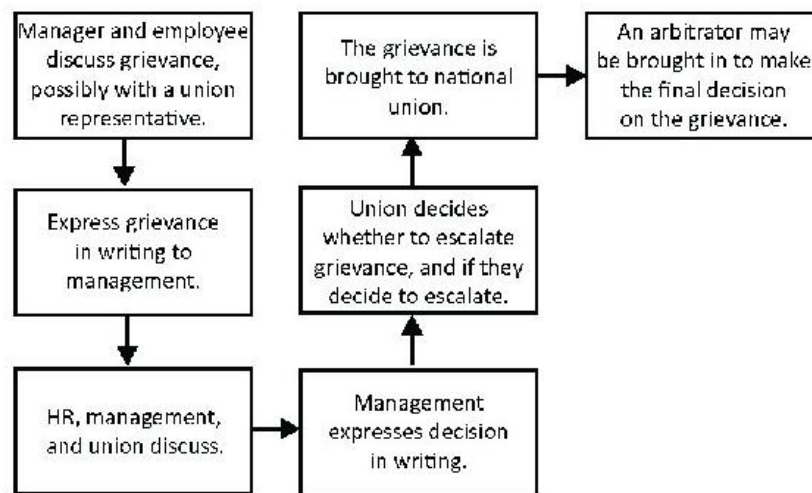 Manager and employee
discuss grievance,
possibly with a union
representative.
Express grievance
in writing to
management.
HR, management,
and union discuss.
Management
expresses decision
in writing.
Union decides
whether to escalate
grievance, and if they
decide to escalate.
The grievance is
brought to national
union.
An arbitrator may
be brought in to make
the final decision
on the grievance.